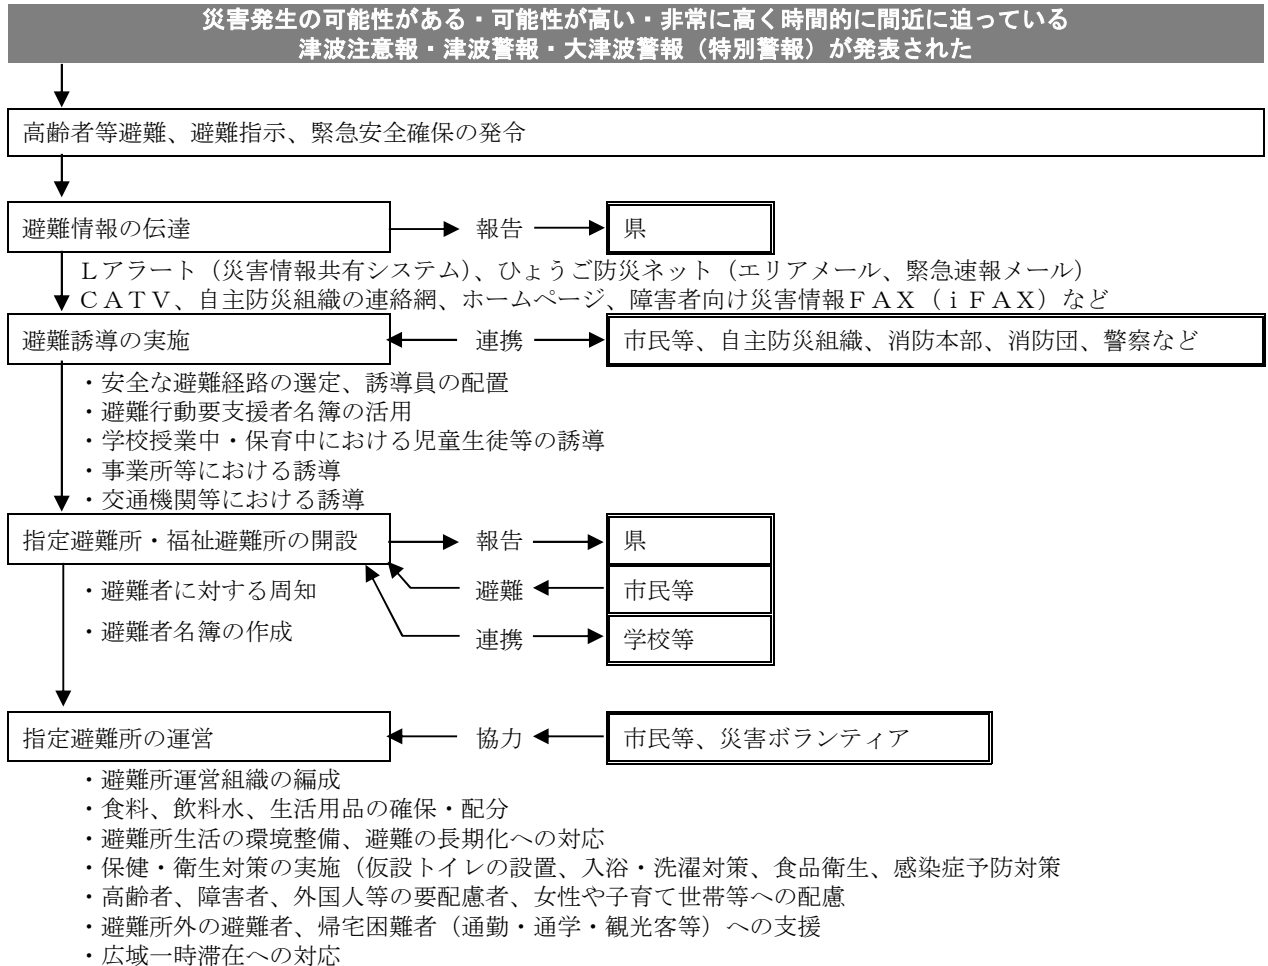 災害発生の可能性がある・可能性が高い・非常に高く時間的に間近に迫っている
津波注意報・津波警報・大津波警報（特別警報）が発表された
高齢者等避難、避難指示、緊急安全確保の発令
避難情報の伝達
報告
県
Ｌアラート（災害情報共有システム）、ひょうご防災ネット（エリアメール、緊急速報メール）
ＣＡＴＶ、自主防災組織の連絡網、ホームページ、障害者向け災害情報ＦＡＸ（ｉＦＡＸ）など
避難誘導の実施
連携
市民等、自主防災組織、消防本部、消防団、警察など
・安全な避難経路の選定、誘導員の配置
・避難行動要支援者名簿の活用
・学校授業中・保育中における児童生徒等の誘導
・事業所等における誘導
・交通機関等における誘導
指定避難所・福祉避難所の開設
報告
県
・避難者に対する周知
避難
市民等
・避難者名簿の作成
連携
学校等
指定避難所の運営
協力
市民等、災害ボランティア
・避難所運営組織の編成
・食料、飲料水、生活用品の確保・配分
・避難所生活の環境整備、避難の長期化への対応
・保健・衛生対策の実施（仮設トイレの設置、入浴・洗濯対策、食品衛生、感染症予防対策
・高齢者、障害者、外国人等の要配慮者、女性や子育て世帯等への配慮
・避難所外の避難者、帰宅困難者（通勤・通学・観光客等）への支援
・広域一時滞在への対応